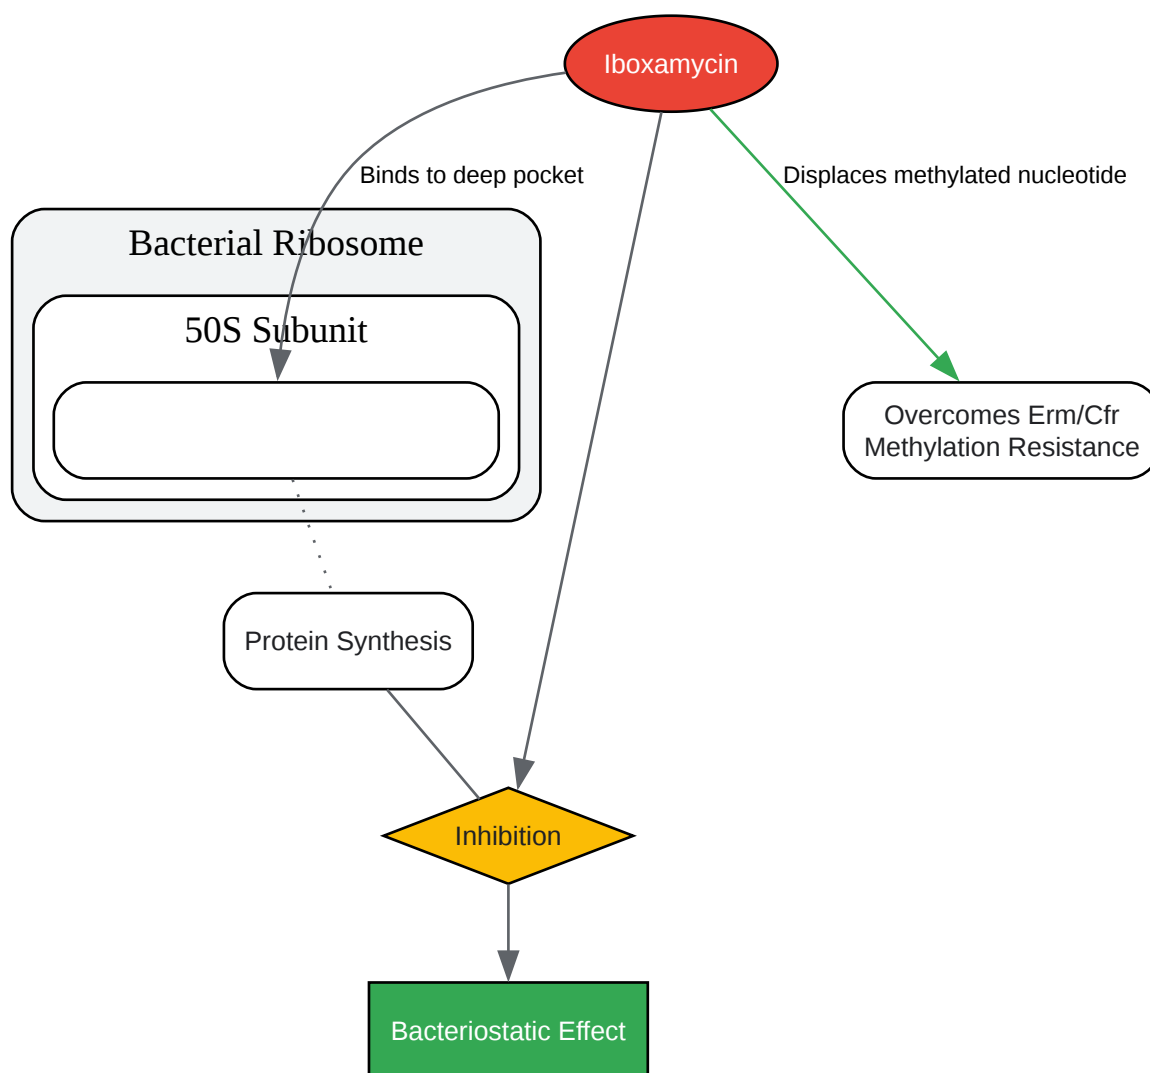 Iboxamycin
Binds to deep pocket
Displaces methylated nucleotide
Bacterial Ribosome
50S Subunit
Overcomes Erm/Cfr
Methylation Resistance
Protein Synthesis
Inhibition
Bacteriostatic Effect